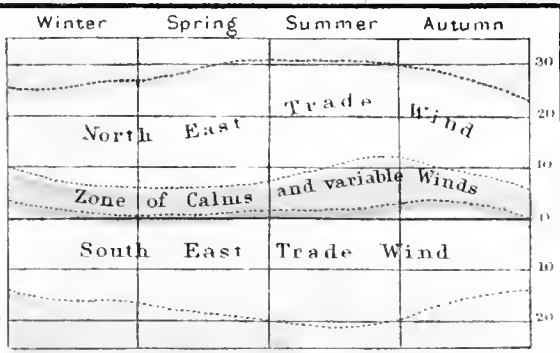 Winter Spring Summer Autumn
30
North East Trade Wind
20
10
Zone of Calms and variable Winds
0
South East Trade Wind
10
20 20